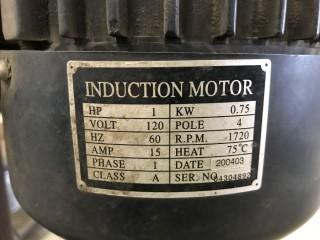 INDUCTION MOTOR
HP 1 KW 0.75
VOLT 120 POLE 4
HZ 60 R.P.M. 1720
AMP 15 HEAT 75°C
PHASE 1 DATE 200403
CLASS A SER. NO.